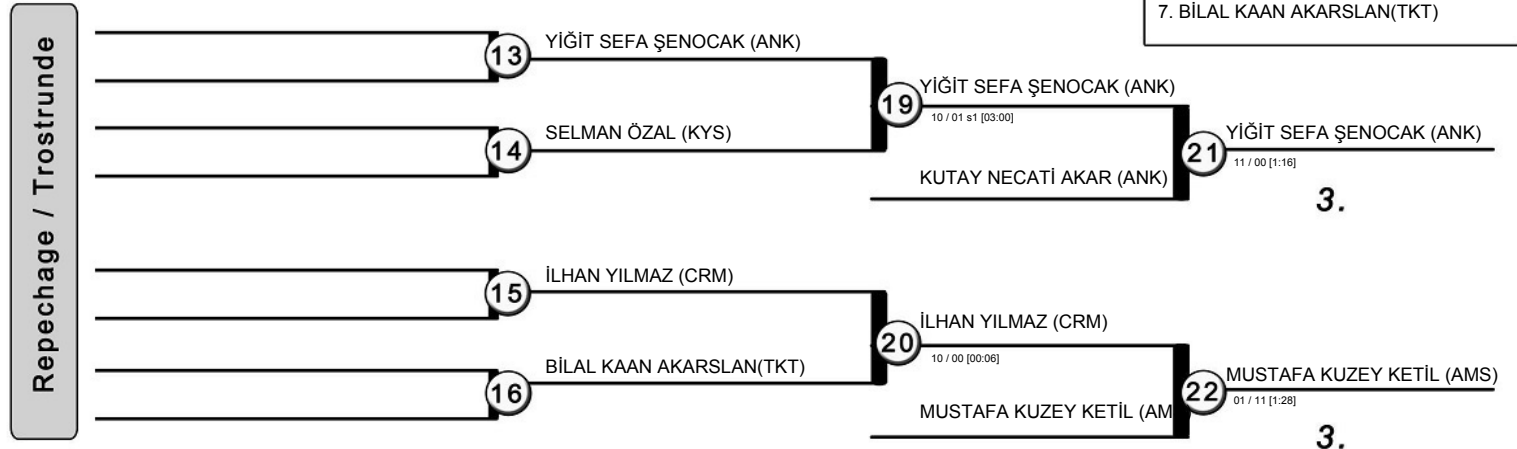 7. BİLAL KAAN AKARSLAN(TKT)
Repechage / Trostrunde
13
YİĞİT SEFA ŞENOCAK (ANK)
19
YİĞİT SEFA ŞENOCAK (ANK)
10 / 01 s1 [03:00]
14
SELMAN ÖZAL (KYS)
21
YİĞİT SEFA ŞENOCAK (ANK)
11 / 00 [1:16]
KUTAY NECATİ AKAR (ANK)
3.
15
İLHAN YILMAZ (CRM)
20
İLHAN YILMAZ (CRM)
10 / 00 [00:06]
16
BİLAL KAAN AKARSLAN(TKT)
22
MUSTAFA KUZEY KETİL (AMS)
01 / 11 [1:28]
MUSTAFA KUZEY KETİL (AM
3.